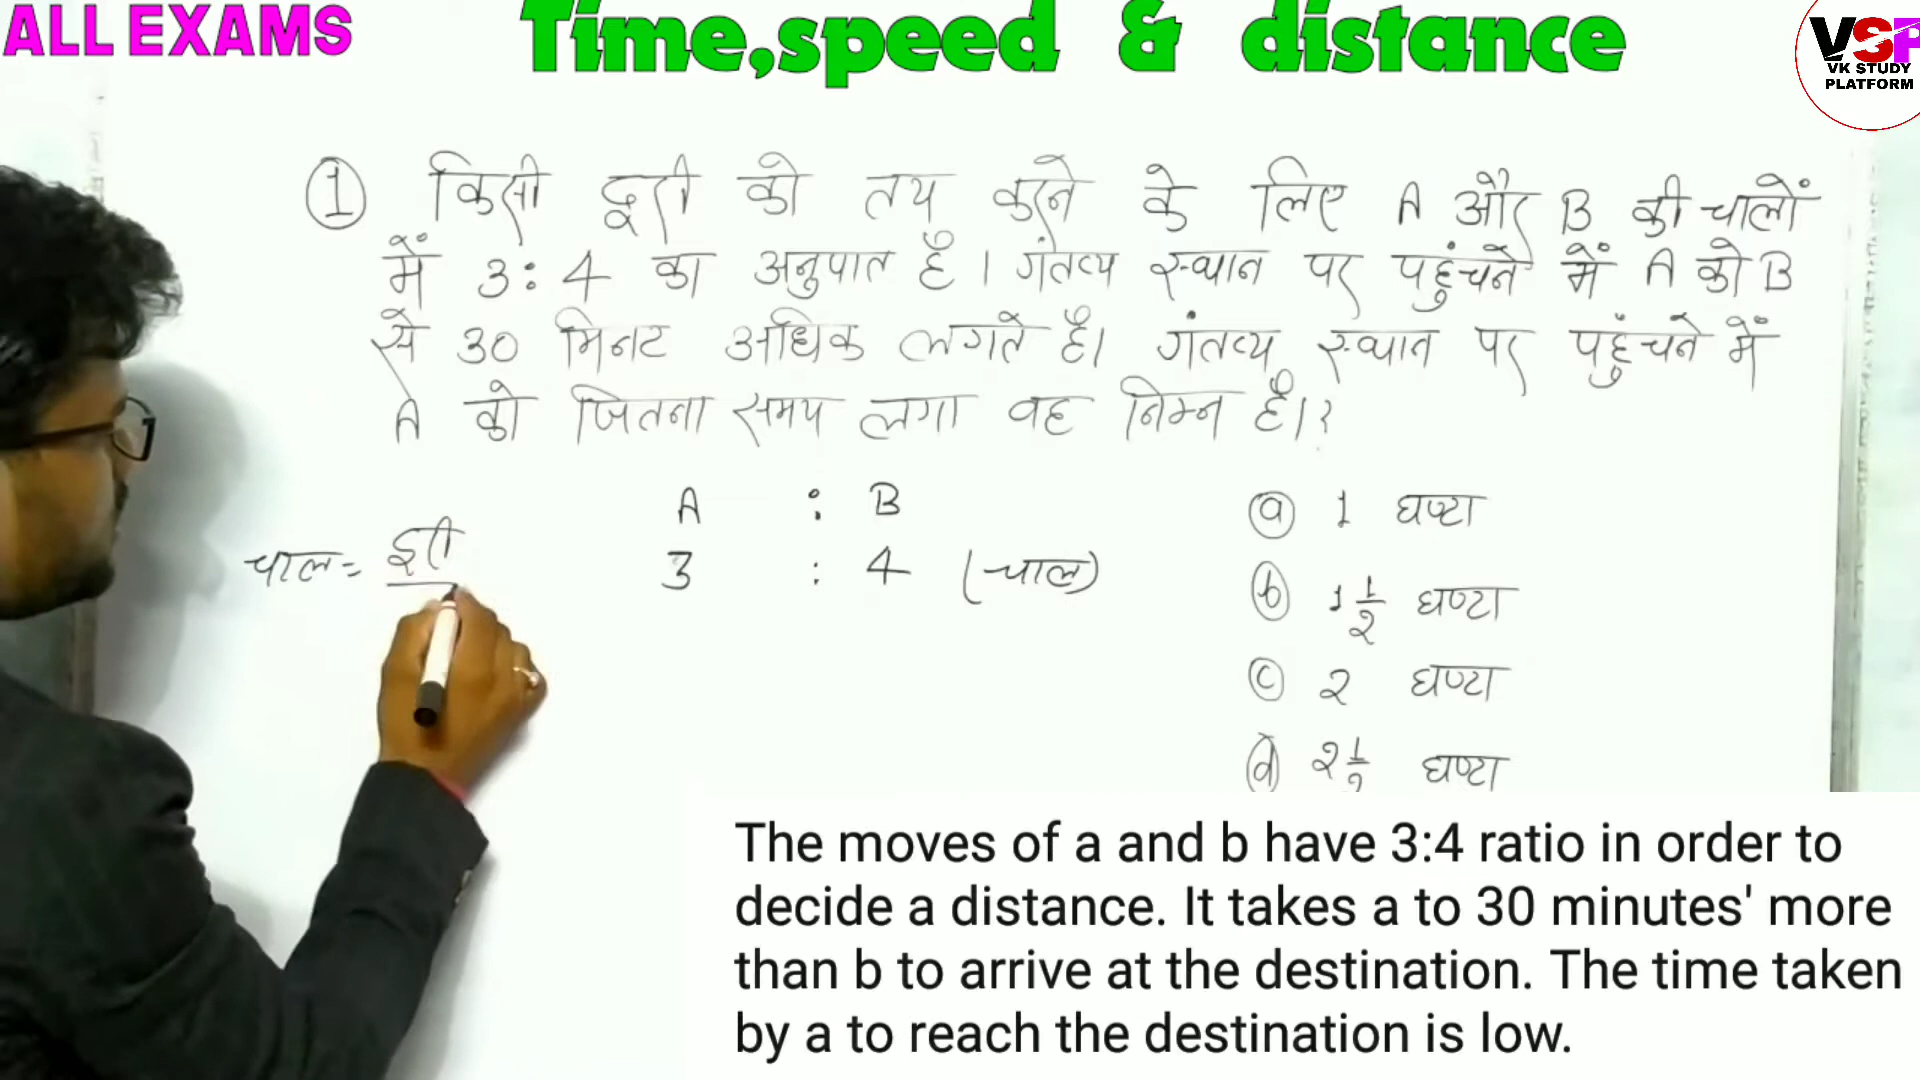 ALL EXAMS
Time,speed & distance
VSP
VK STUDY
PLATFORM
① किसी दूरी को तय करने के लिए A और B की चालों
में 3:4 का अनुपात है। गंतव्य स्थान पर पहुंचने में A को B
से 30 मिनट अधिक लगते है। गंतव्य स्थान पर पहुंचने में
A को जितना समय लगा वह निम्न है।?
A : B
3 : 4 (चाल)
चाल =
ⓐ 1 घण्टा
ⓑ 1 1/2 घण्टा
ⓒ 2 घण्टा
ⓓ 2 1/2 घण्टा
The moves of a and b have 3:4 ratio in order to
decide a distance. It takes a to 30 minutes' more
than b to arrive at the destination. The time taken
by a to reach the destination is low.